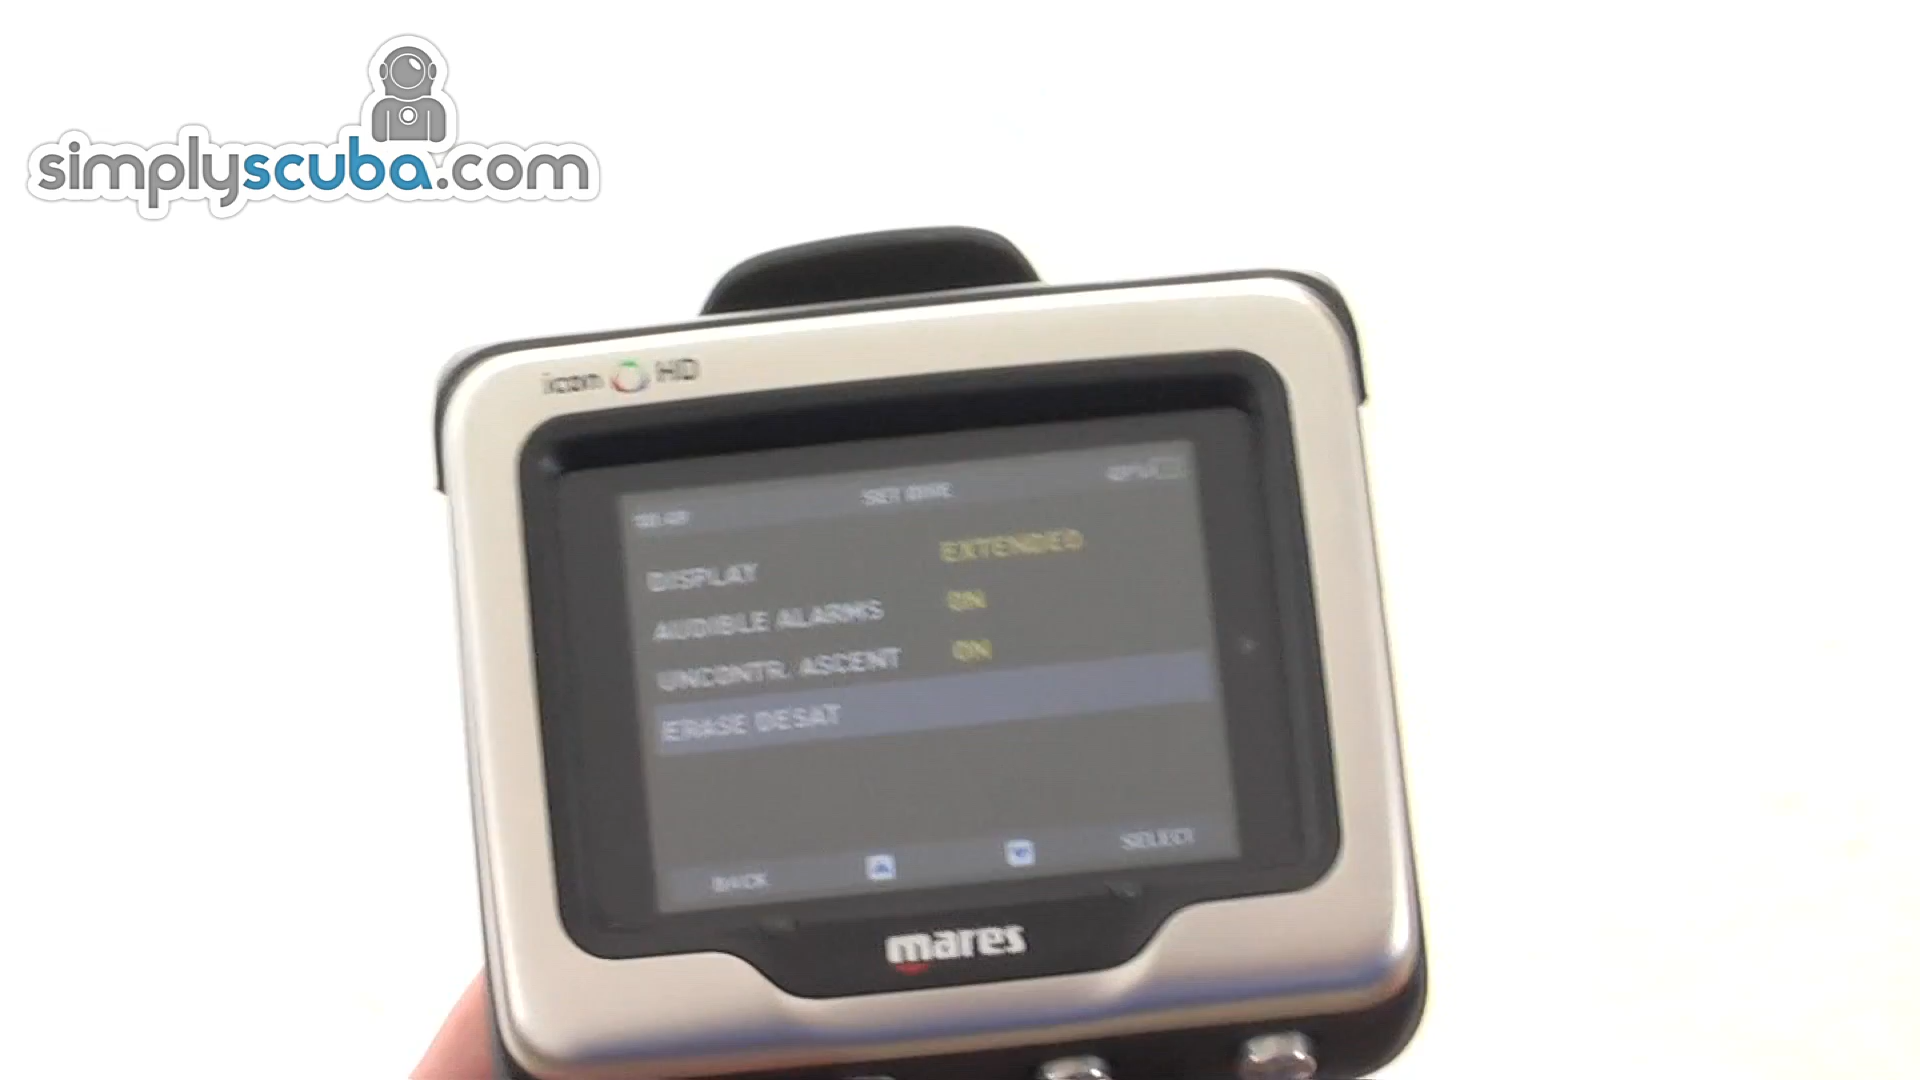 simplyscuba.com
icon HD
SET DIVE
DISPLAY EXTENDED
AUDIBLE ALARMS ON
UNCONTR. ASCENT ON
ERASE DESAT
BACK SELECT
mares